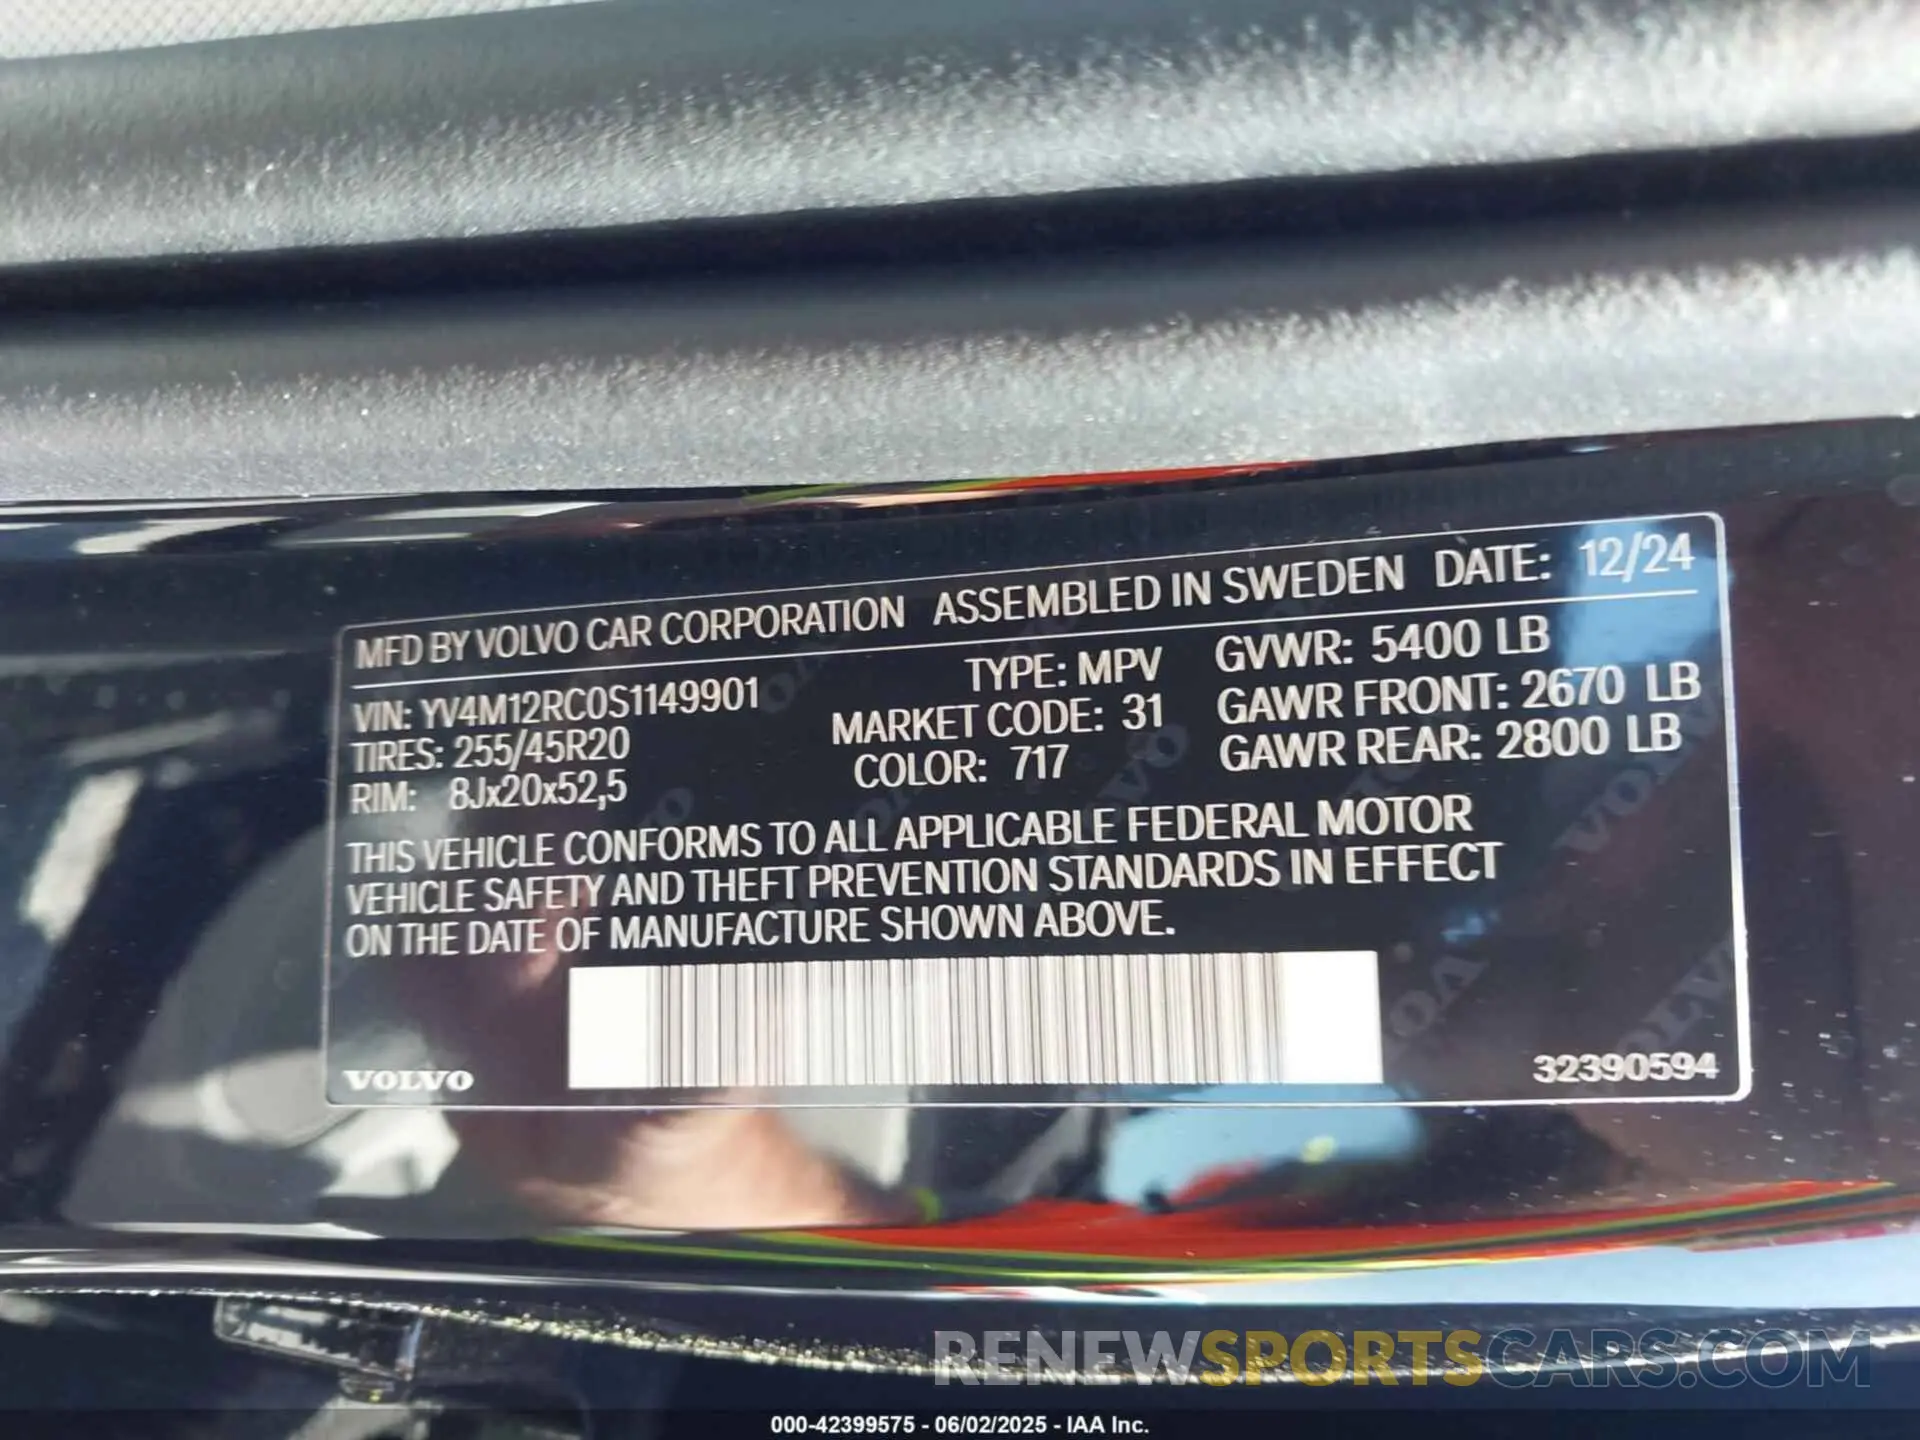 MFD BY VOLVO CAR CORPORATION ASSEMBLED IN SWEDEN DATE: 12/24
VIN: YV4M12RC0S1149901 TYPE: MPV GVWR: 5400 LB
TIRES: 255/45R20 MARKET CODE: 31 GAWR FRONT: 2670 LB
RIM: 8Jx20x52,5 COLOR: 717 GAWR REAR: 2800 LB
THIS VEHICLE CONFORMS TO ALL APPLICABLE FEDERAL MOTOR
VEHICLE SAFETY AND THEFT PREVENTION STANDARDS IN EFFECT
ON THE DATE OF MANUFACTURE SHOWN ABOVE.
VOLVO 32390594
RENEWSPORTSCARS.COM
000-42399575 - 06/02/2025 - IAA Inc.